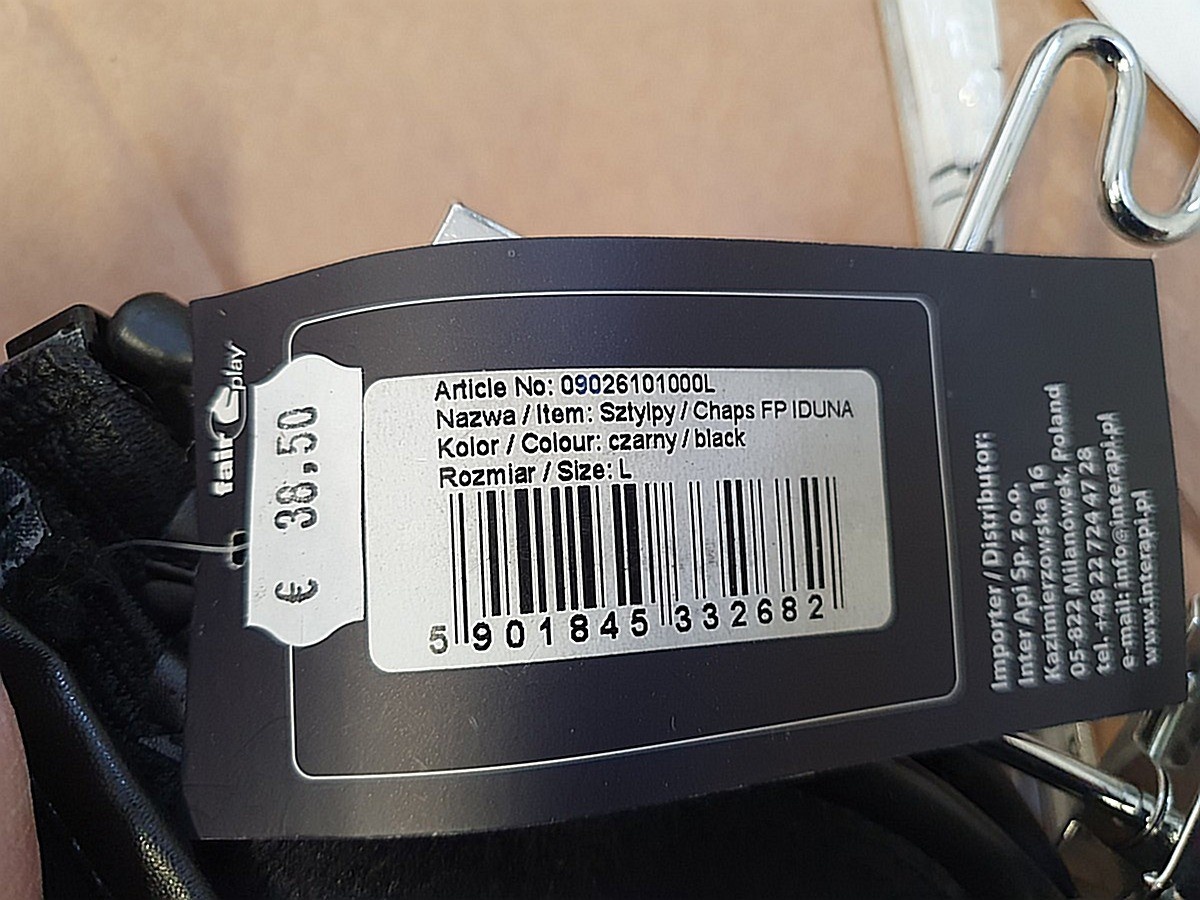 fair play
€ 38,50
Article No: 09026101000L
Nazwa / Item: Sztylpy / Chaps FP IDUNA
Kolor / Colour: czarny / black
Rozmiar / Size: L
5 901845 332682
Importer / Distributor:
Inter Api Sp. z o.o.
Kazimierzowska 16
05-822 Milanówek, Poland
tel. +48 22 724 47 28
e-mail: info@interapi.pl
www.interapi.pl